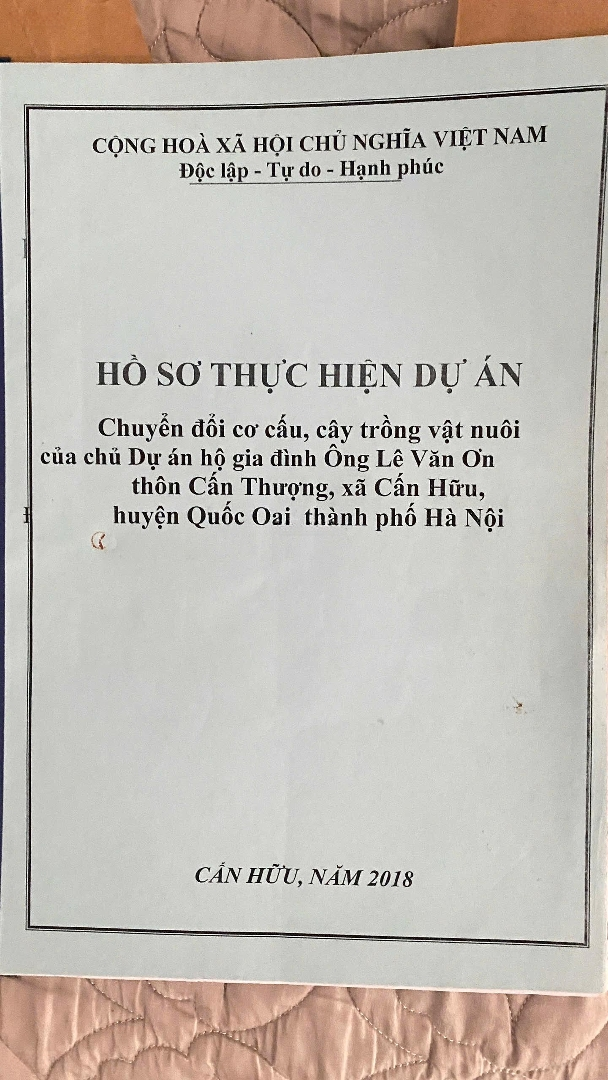 CỘNG HOÀ XÃ HỘI CHỦ NGHĨA VIỆT NAM
Độc lập - Tự do - Hạnh phúc
HỒ SƠ THỰC HIỆN DỰ ÁN
Chuyển đổi cơ cấu, cây trồng vật nuôi
của chủ Dự án hộ gia đình Ông Lê Văn Ơn
thôn Cấn Thượng, xã Cấn Hữu,
huyện Quốc Oai thành phố Hà Nội
CẤN HỮU, NĂM 2018